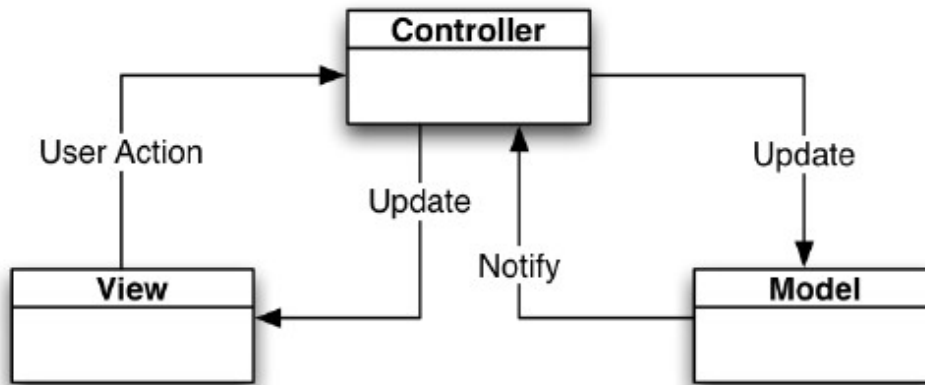 Controller
User Action
Update
Update
Notify
View
Model